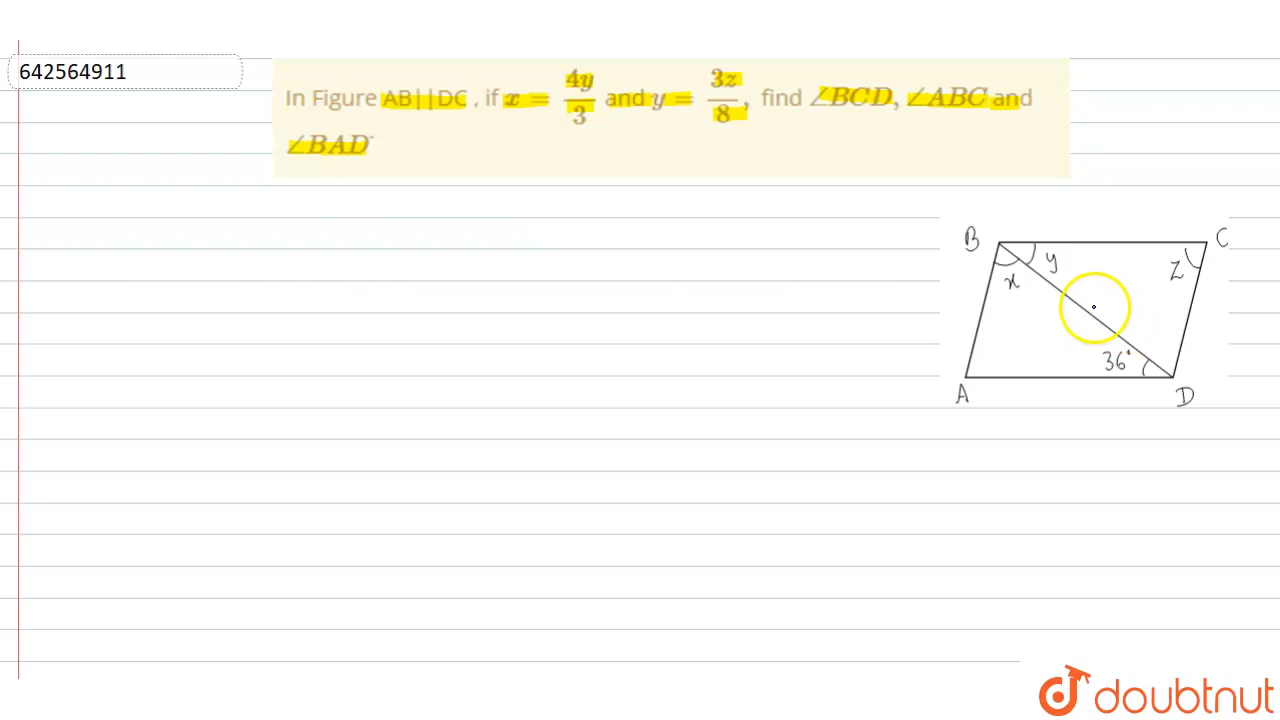 642564911
In Figure AB||DC , if x = 4y/3 and y = 3z/8, find ∠BCD, ∠ABC and
∠BAD
B
C
y
z
x
36°
A
D
doubtnut